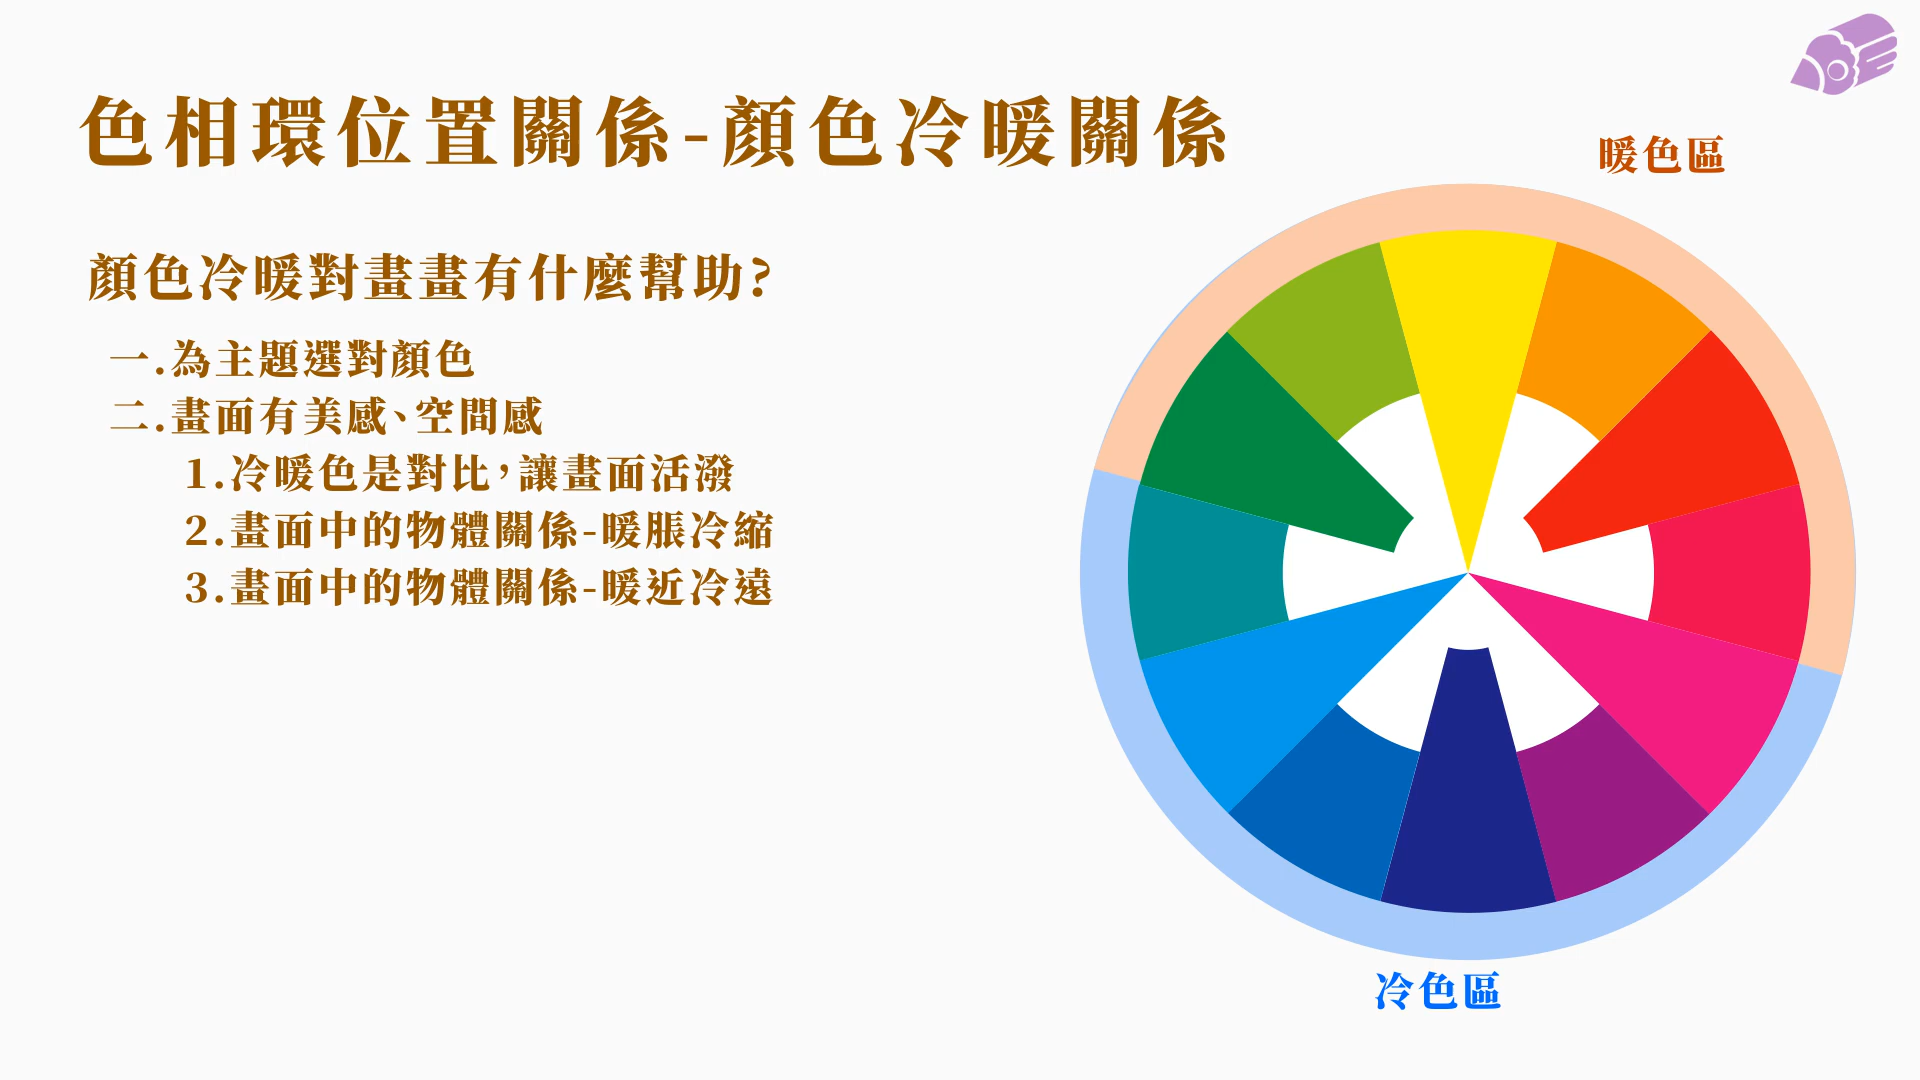 色相環位置關係-顏色冷暖關係
暖色區
顏色冷暖對畫畫有什麼幫助?
一.為主題選對顏色
二.畫面有美感、空間感
1.冷暖色是對比，讓畫面活潑
2.畫面中的物體關係-暖脹冷縮
3.畫面中的物體關係-暖近冷遠
冷色區